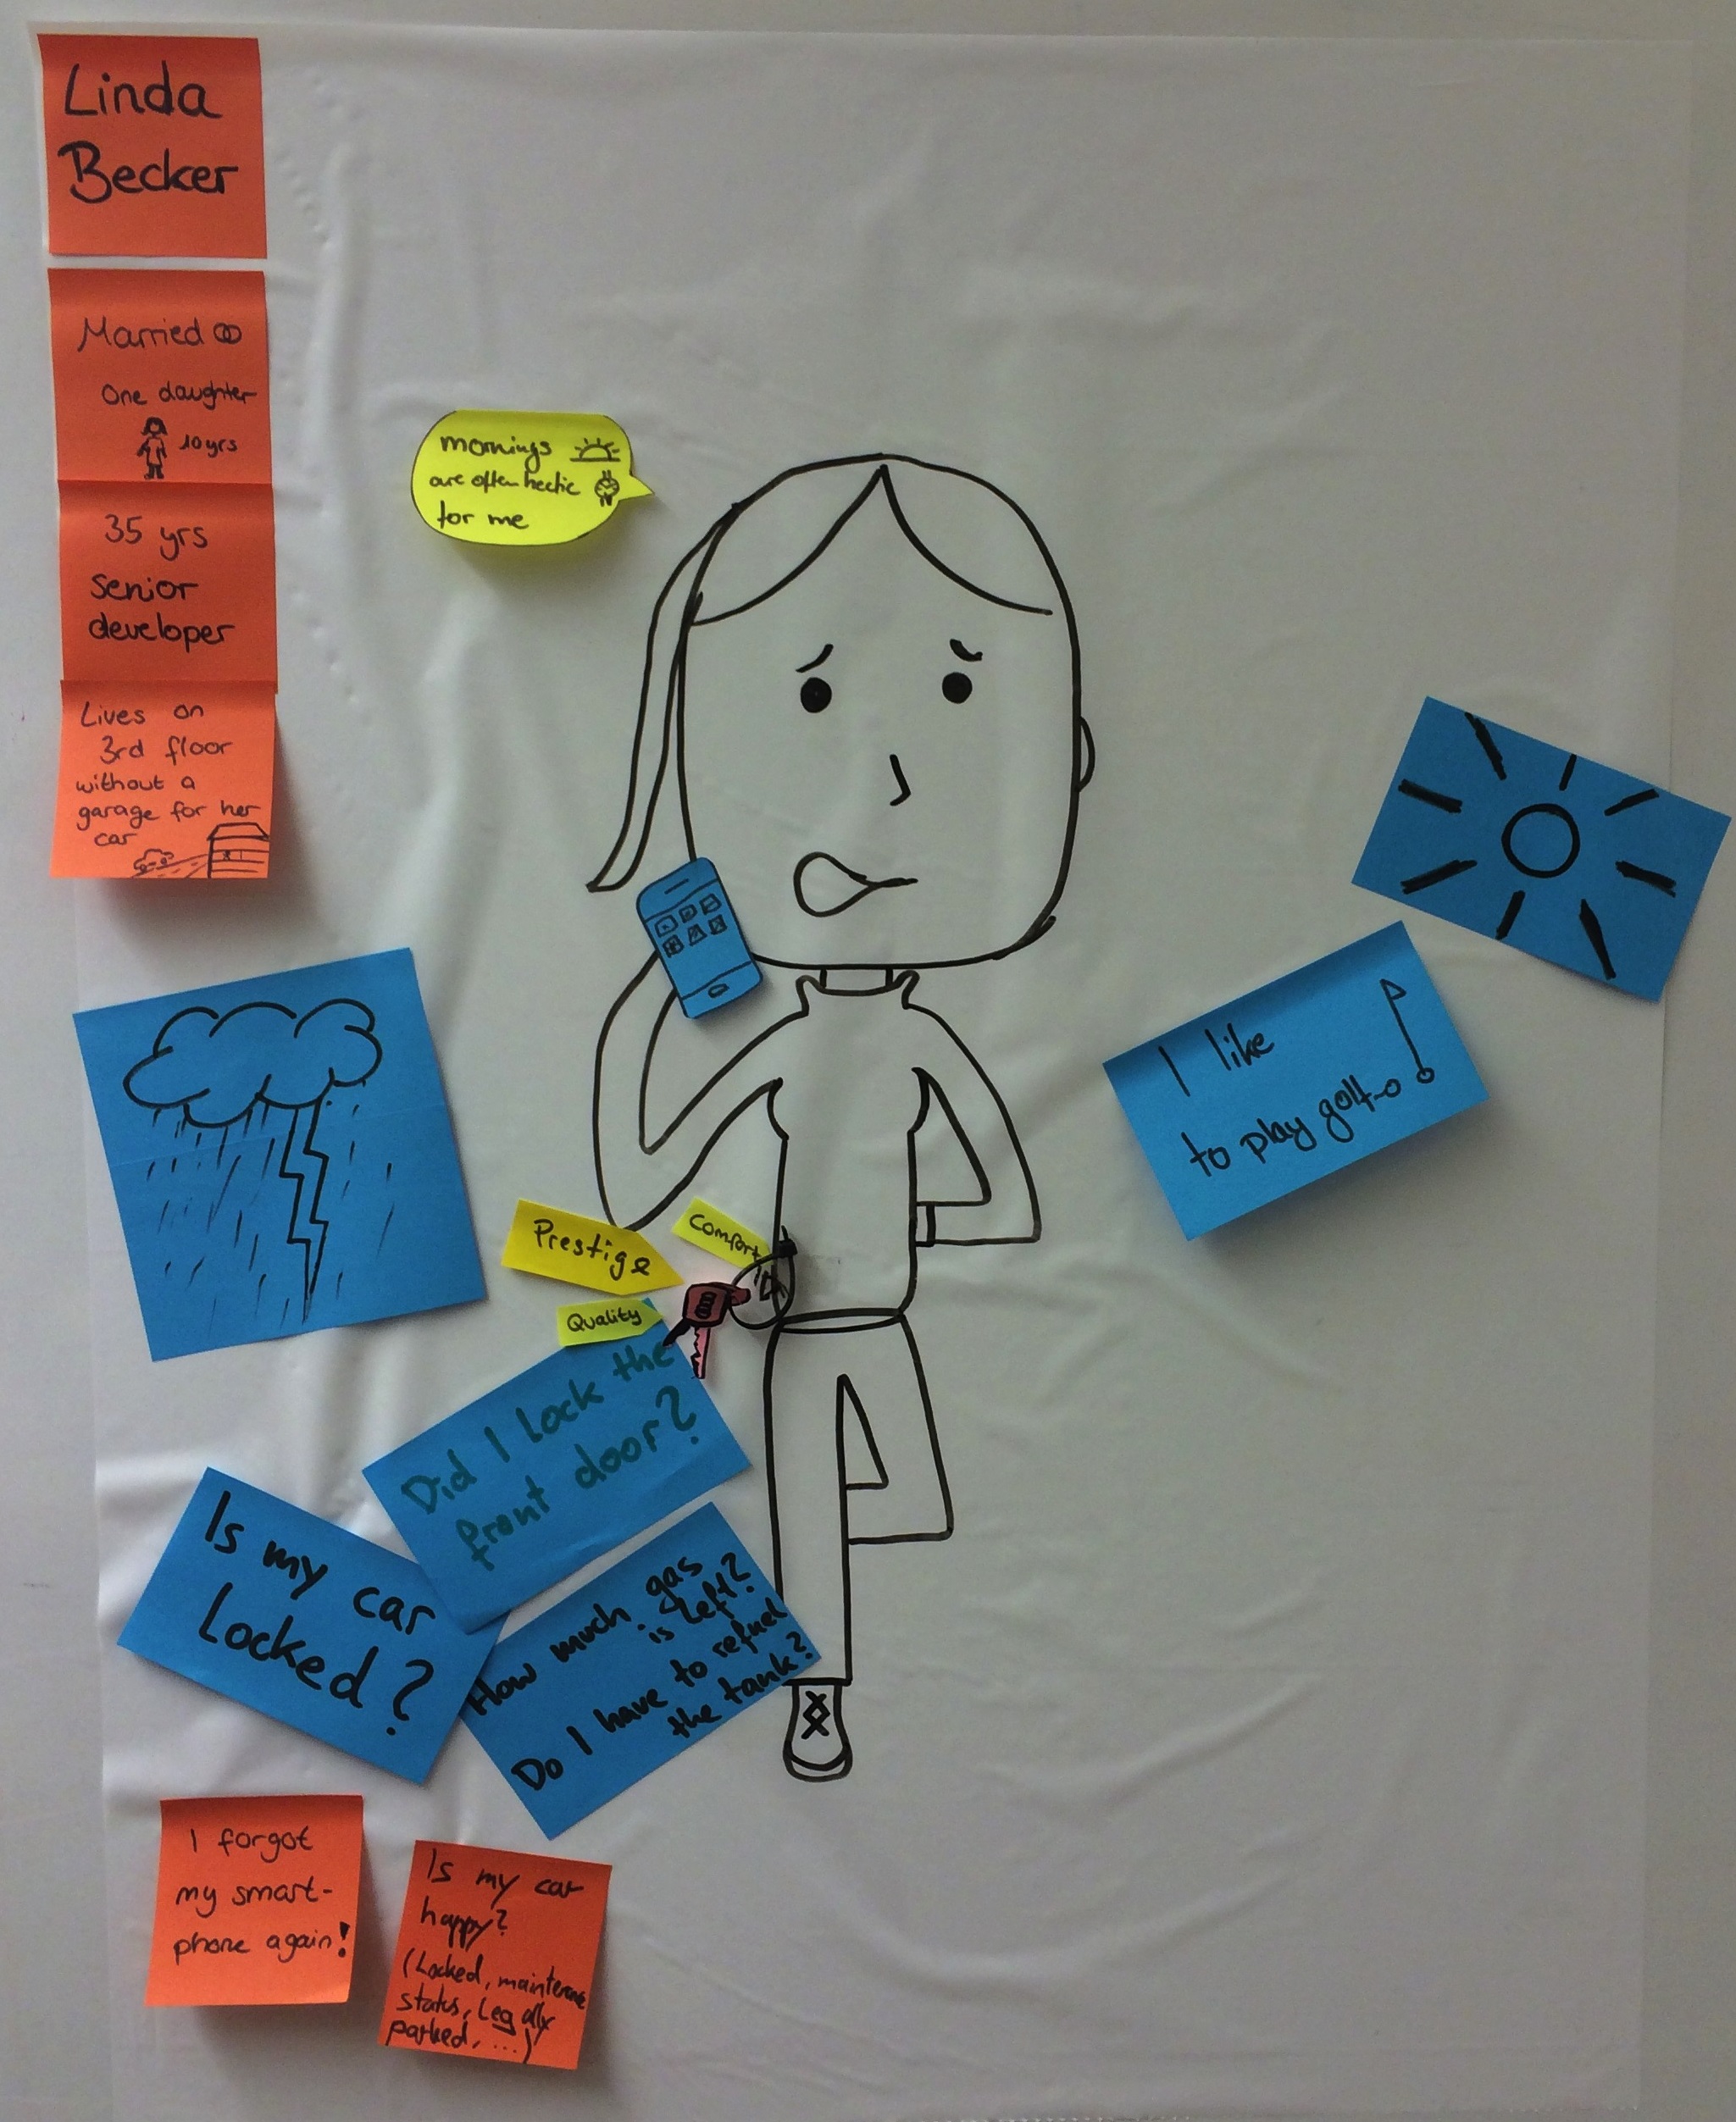 Linda
Becker
Married
One daughter
10yrs
35 yrs
senior
developer
Lives on
3rd floor
without a
garage for her
car
mornings
are often hectic
for me
I like
to play golf
Prestige
Comfort
Quality
Did I lock the
front door?
Is my car
Locked?
How much gas
is left?
Do I have to refuel
the tank?
I forgot
my smart-
phone again!
Is my car
happy?
(Locked, maintenance
status, Legally
parked, ...)